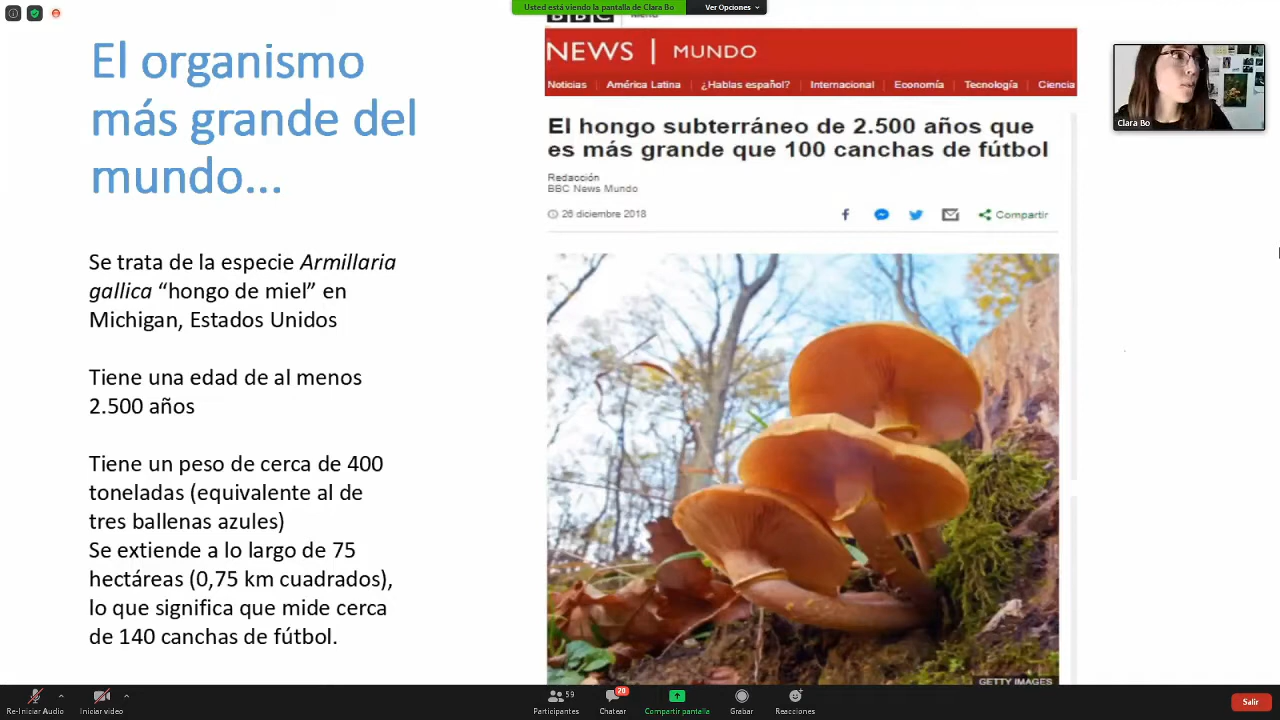 Usted está viendo la pantalla de Clara Bo
Ver Opciones
El organismo
más grande del
mundo...
Se trata de la especie Armillaria
gallica “hongo de miel” en
Michigan, Estados Unidos
Tiene una edad de al menos
2.500 años
Tiene un peso de cerca de 400
toneladas (equivalente al de
tres ballenas azules)
Se extiende a lo largo de 75
hectáreas (0,75 km cuadrados),
lo que significa que mide cerca
de 140 canchas de fútbol.
BBC Menú
NEWS | MUNDO
Noticias América Latina ¿Hablas español? Internacional Economía Tecnología Ciencia
El hongo subterráneo de 2.500 años que
es más grande que 100 canchas de fútbol
Redacción
BBC News Mundo
26 diciembre 2018
Compartir
GETTY IMAGES
Clara Bo
Re-Iniciar Audio Iniciar video Participantes 59 Chatear 20 Compartir pantalla Grabar Reacciones Salir